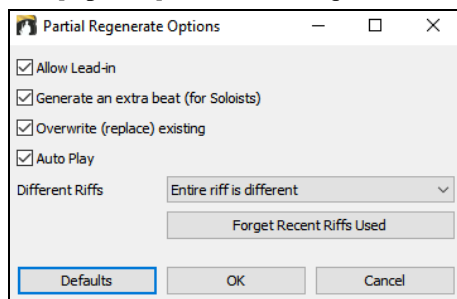 Partial Regenerate Options
Allow Lead-in
Generate an extra beat (for Soloists)
Overwrite (replace) existing
Auto Play
Different Riffs Entire riff is different
Forget Recent Riffs Used
Defaults OK Cancel